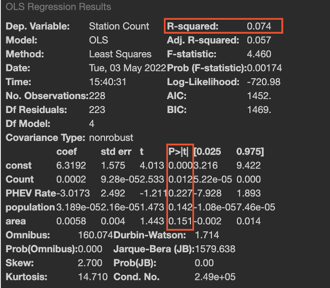 OLS Regression Results
Dep. Variable: Station Count R-squared: 0.074
Model: OLS Adj. R-squared: 0.057
Method: Least Squares F-statistic: 4.460
Date: Tue, 03 May 2022 Prob (F-statistic): 0.00174
Time: 15:40:31 Log-Likelihood: -720.98
No. Observations: 228 AIC: 1452.
Df Residuals: 223 BIC: 1469.
Df Model: 4
Covariance Type: nonrobust
coef std err t P>|t| [0.025 0.975]
const 6.3192 1.575 4.013 0.000 3.216 9.422
Count 0.0002 9.28e-05 2.533 0.012 5.22e-05 0.000
PHEV Rate -3.0173 2.492 -1.211 0.227 -7.928 1.893
population 3.189e-05 2.16e-05 1.473 0.142 -1.08e-05 7.46e-05
area 0.0058 0.004 1.443 0.151 -0.002 0.014
Omnibus: 160.074 Durbin-Watson: 1.714
Prob(Omnibus): 0.000 Jarque-Bera (JB): 1579.638
Skew: 2.700 Prob(JB): 0.00
Kurtosis: 14.710 Cond. No. 2.49e+05